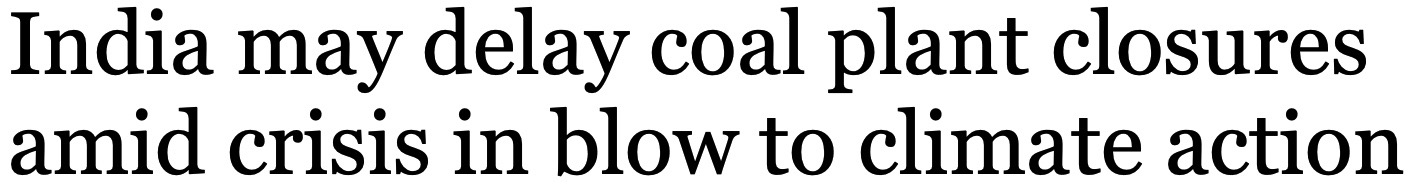 India may delay coal plant closures
amid crisis in blow to climate action